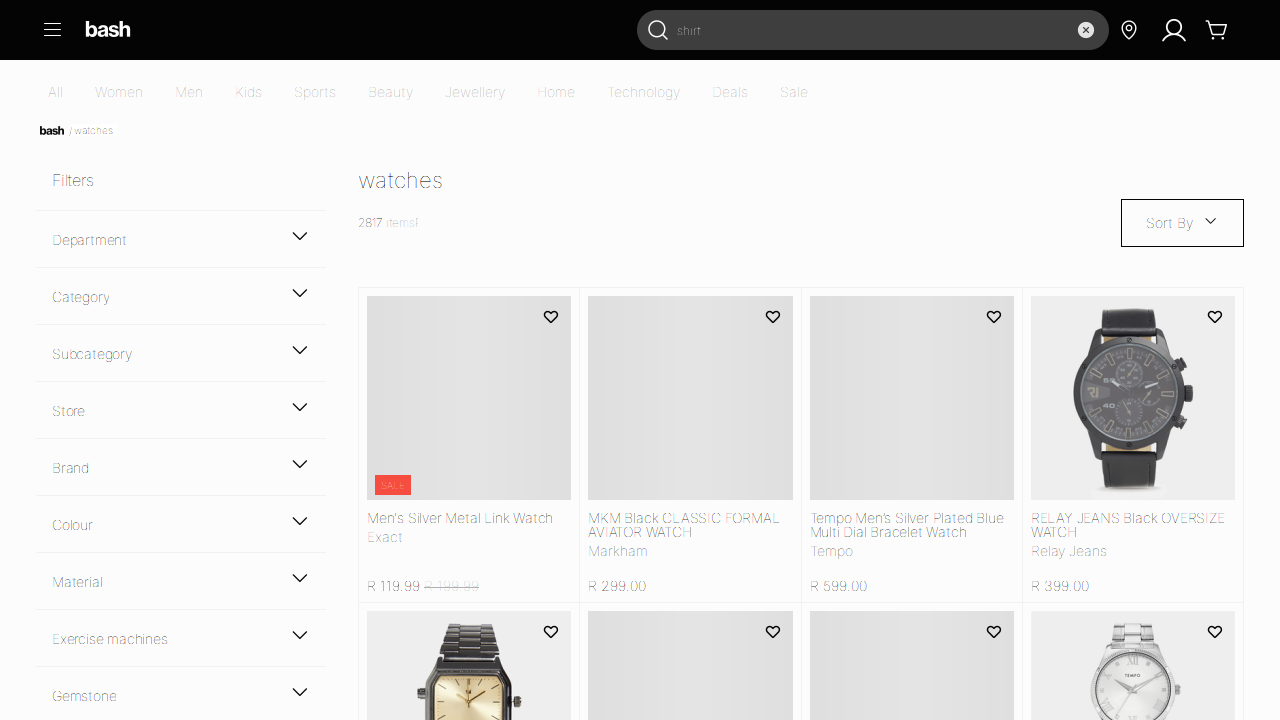 bash
shirt
All Women Men Kids Sports Beauty Jewellery Home Technology Deals Sale
bash / watches
Filters
Department
Category
Subcategory
Store
Brand
Colour
Material
Exercise machines
Gemstone
watches
2817 items
Sort By
SALE
Men's Silver Metal Link Watch
Exact
R 119.99 R 199.99
MKM Black CLASSIC FORMAL
AVIATOR WATCH
Markham
R 299.00
Tempo Men's Silver Plated Blue
Multi Dial Bracelet Watch
Tempo
R 599.00
RELAY JEANS Black OVERSIZE
WATCH
Relay Jeans
R 399.00
TEMPO